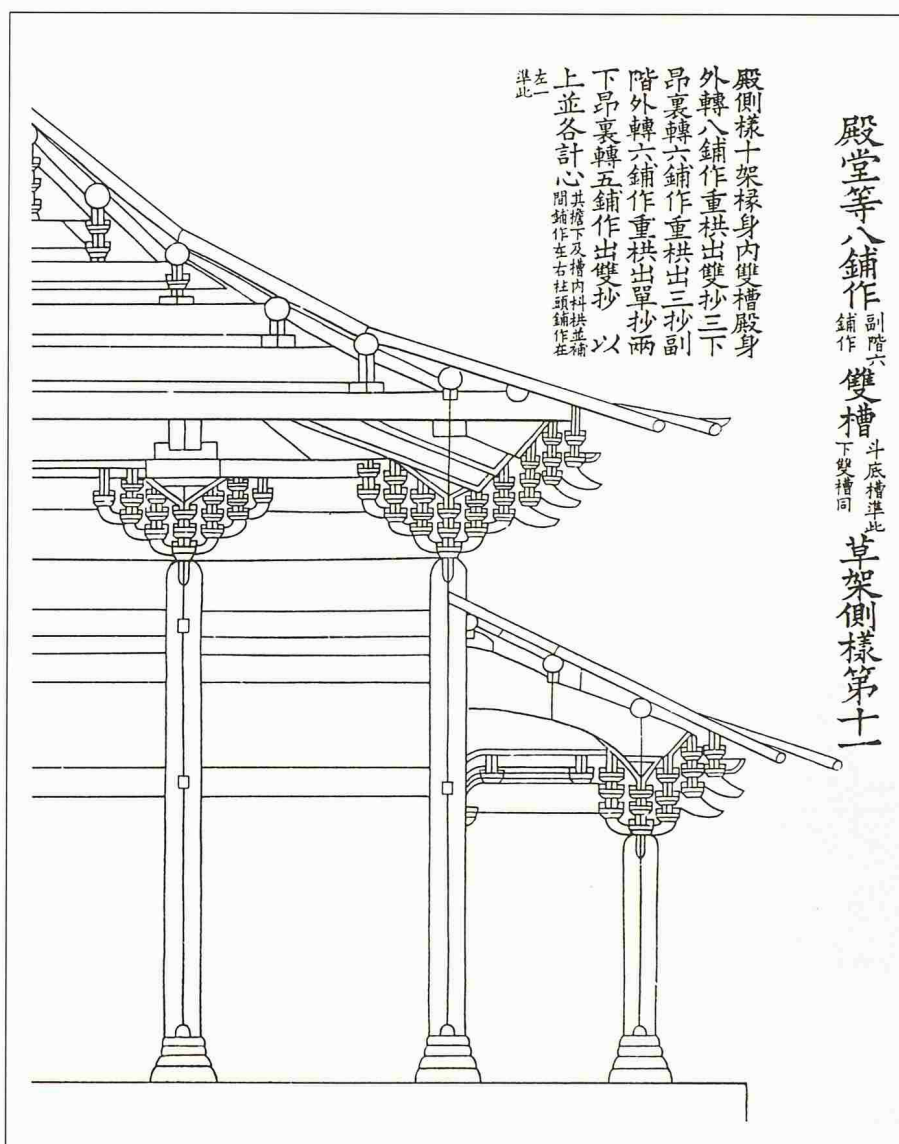 殿堂等八鋪作副階六鋪作雙槽斗底槽準此下雙槽同草架側樣第十一
殿側樣十架椽身內雙槽殿身
外轉八鋪作重栱出雙抄三下
昂裏轉六鋪作重栱出三抄副
階外轉六鋪作重栱出單抄兩
下昂裏轉五鋪作出雙抄 以
上並各計心其檐下及槽內枓栱並補間鋪作在右柱頭鋪作在
左一準此